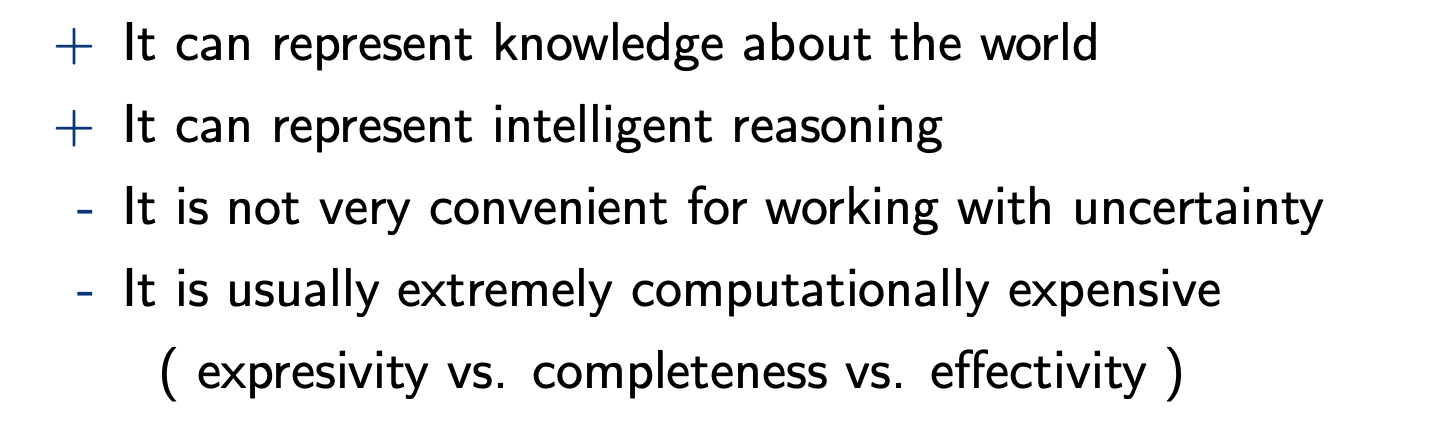 + It can represent knowledge about the world
+ It can represent intelligent reasoning
- It is not very convenient for working with uncertainty
- It is usually extremely computationally expensive
( expresivity vs. completeness vs. effectivity )